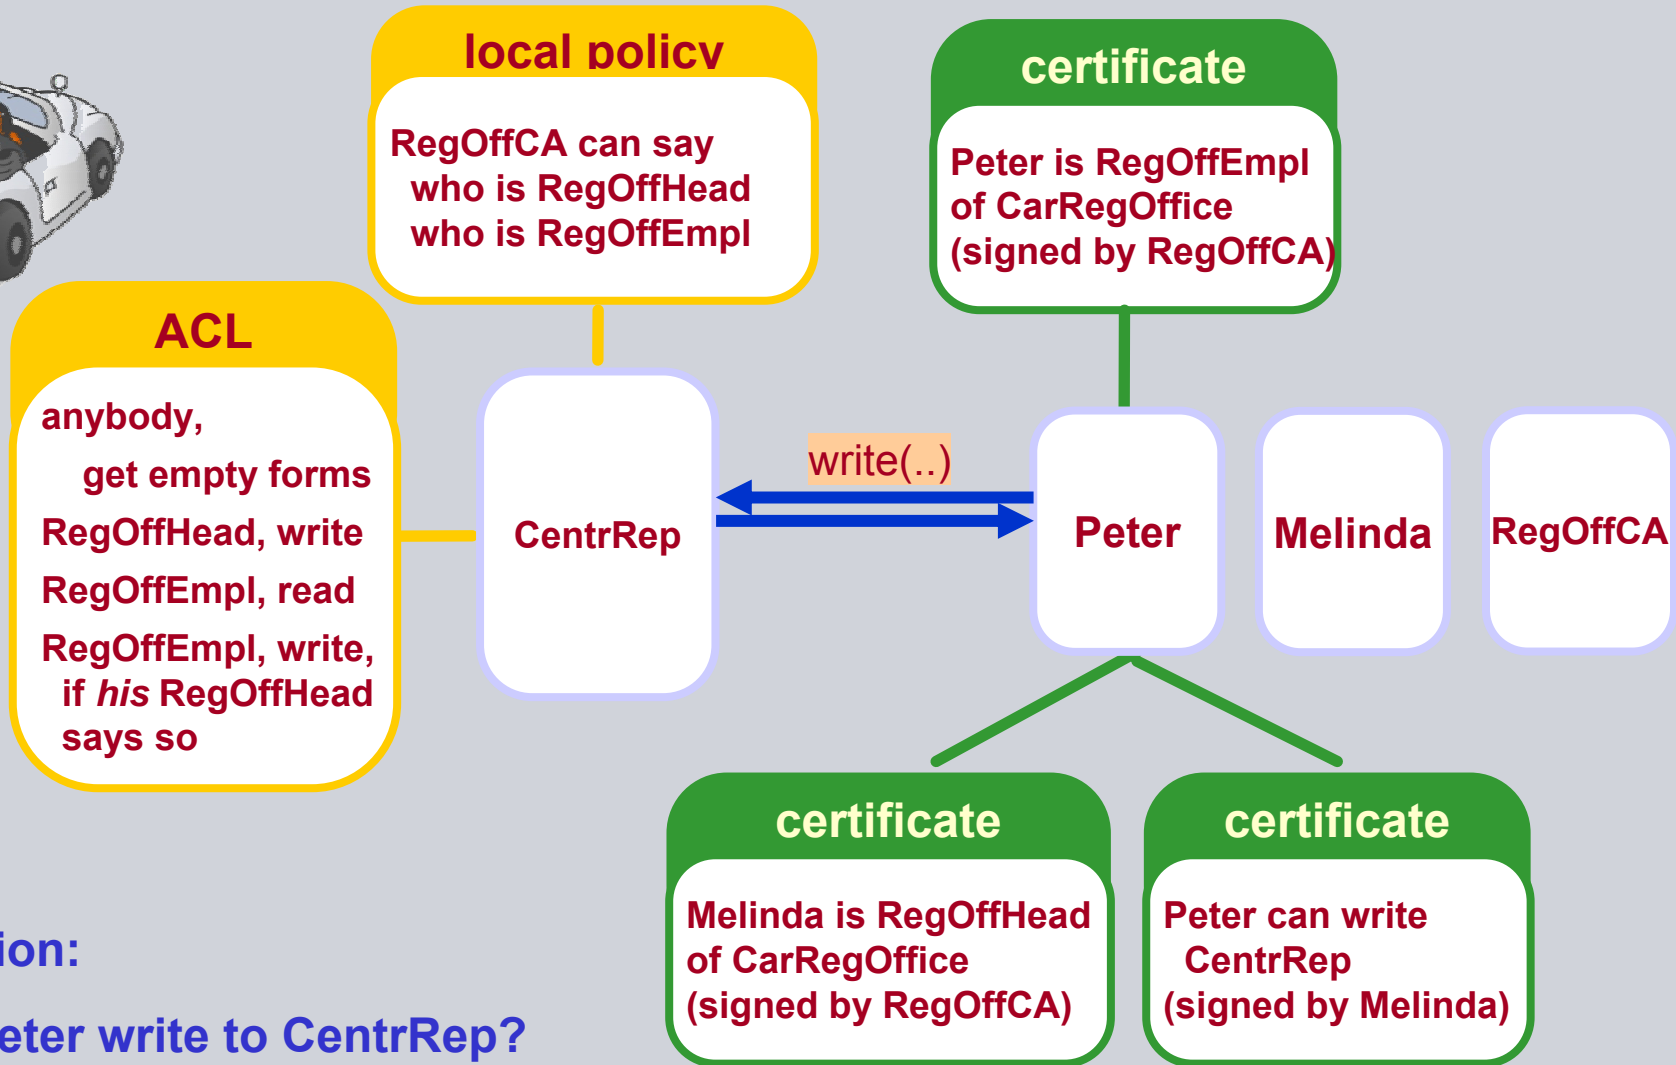 local policy
RegOffCA can say
who is RegOffHead
who is RegOffEmpl
certificate
Peter is RegOffEmpl
of CarRegOffice
(signed by RegOffCA)
ACL
anybody,
get empty forms
RegOffHead, write
RegOffEmpl, read
RegOffEmpl, write,
if his RegOffHead
says so
CentrRep
write(..)
Peter
Melinda
RegOffCA
certificate
Melinda is RegOffHead
of CarRegOffice
(signed by RegOffCA)
certificate
Peter can write
CentrRep
(signed by Melinda)
ion:
eter write to CentrRep?